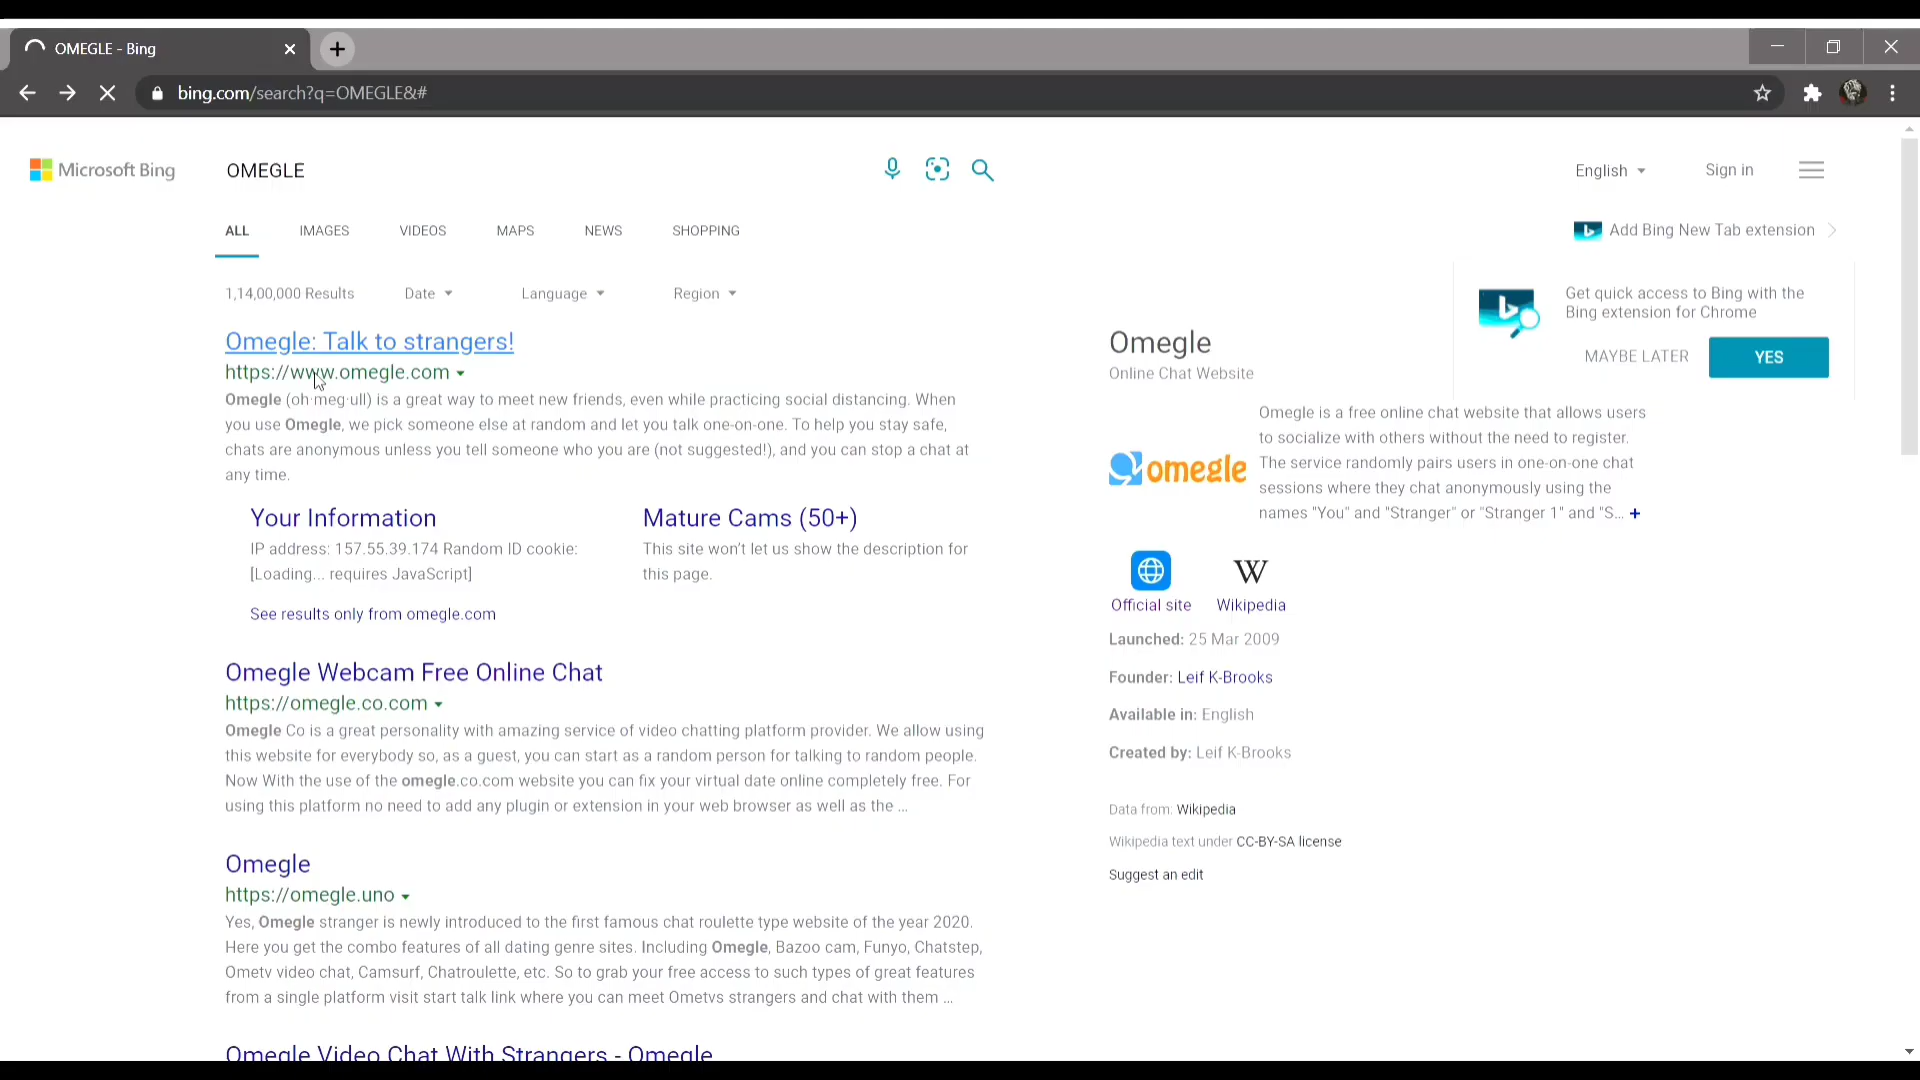 OMEGLE - Bing
bing.com/search?q=OMEGLE&#
Microsoft Bing
OMEGLE
English
Sign in
ALL
IMAGES
VIDEOS
MAPS
NEWS
SHOPPING
Add Bing New Tab extension
1,14,00,000 Results
Date
Language
Region
Get quick access to Bing with the
Bing extension for Chrome
MAYBE LATER
YES
Omegle: Talk to strangers!
https://www.omegle.com
Omegle (oh·meg·ull) is a great way to meet new friends, even while practicing social distancing. When
you use Omegle, we pick someone else at random and let you talk one-on-one. To help you stay safe,
chats are anonymous unless you tell someone who you are (not suggested!), and you can stop a chat at
any time.
Your Information
IP address: 157.55.39.174 Random ID cookie:
[Loading... requires JavaScript]
Mature Cams (50+)
This site won't let us show the description for
this page.
See results only from omegle.com
Omegle Webcam Free Online Chat
https://omegle.co.com
Omegle Co is a great personality with amazing service of video chatting platform provider. We allow using
this website for everybody so, as a guest, you can start as a random person for talking to random people.
Now With the use of the omegle.co.com website you can fix your virtual date online completely free. For
using this platform no need to add any plugin or extension in your web browser as well as the ...
Omegle
https://omegle.uno
Yes, Omegle stranger is newly introduced to the first famous chat roulette type website of the year 2020.
Here you get the combo features of all dating genre sites. Including Omegle, Bazoo cam, Funyo, Chatstep,
Ometv video chat, Camsurf, Chatroulette, etc. So to grab your free access to such types of great features
from a single platform visit start talk link where you can meet Ometvs strangers and chat with them ...
Omegle Video Chat With Strangers - Omegle
Omegle
Online Chat Website
omegle
Omegle is a free online chat website that allows users
to socialize with others without the need to register.
The service randomly pairs users in one-on-one chat
sessions where they chat anonymously using the
names "You" and "Stranger" or "Stranger 1" and "S... +
W
Official site
Wikipedia
Launched: 25 Mar 2009
Founder: Leif K-Brooks
Available in: English
Created by: Leif K-Brooks
Data from: Wikipedia
Wikipedia text under CC-BY-SA license
Suggest an edit